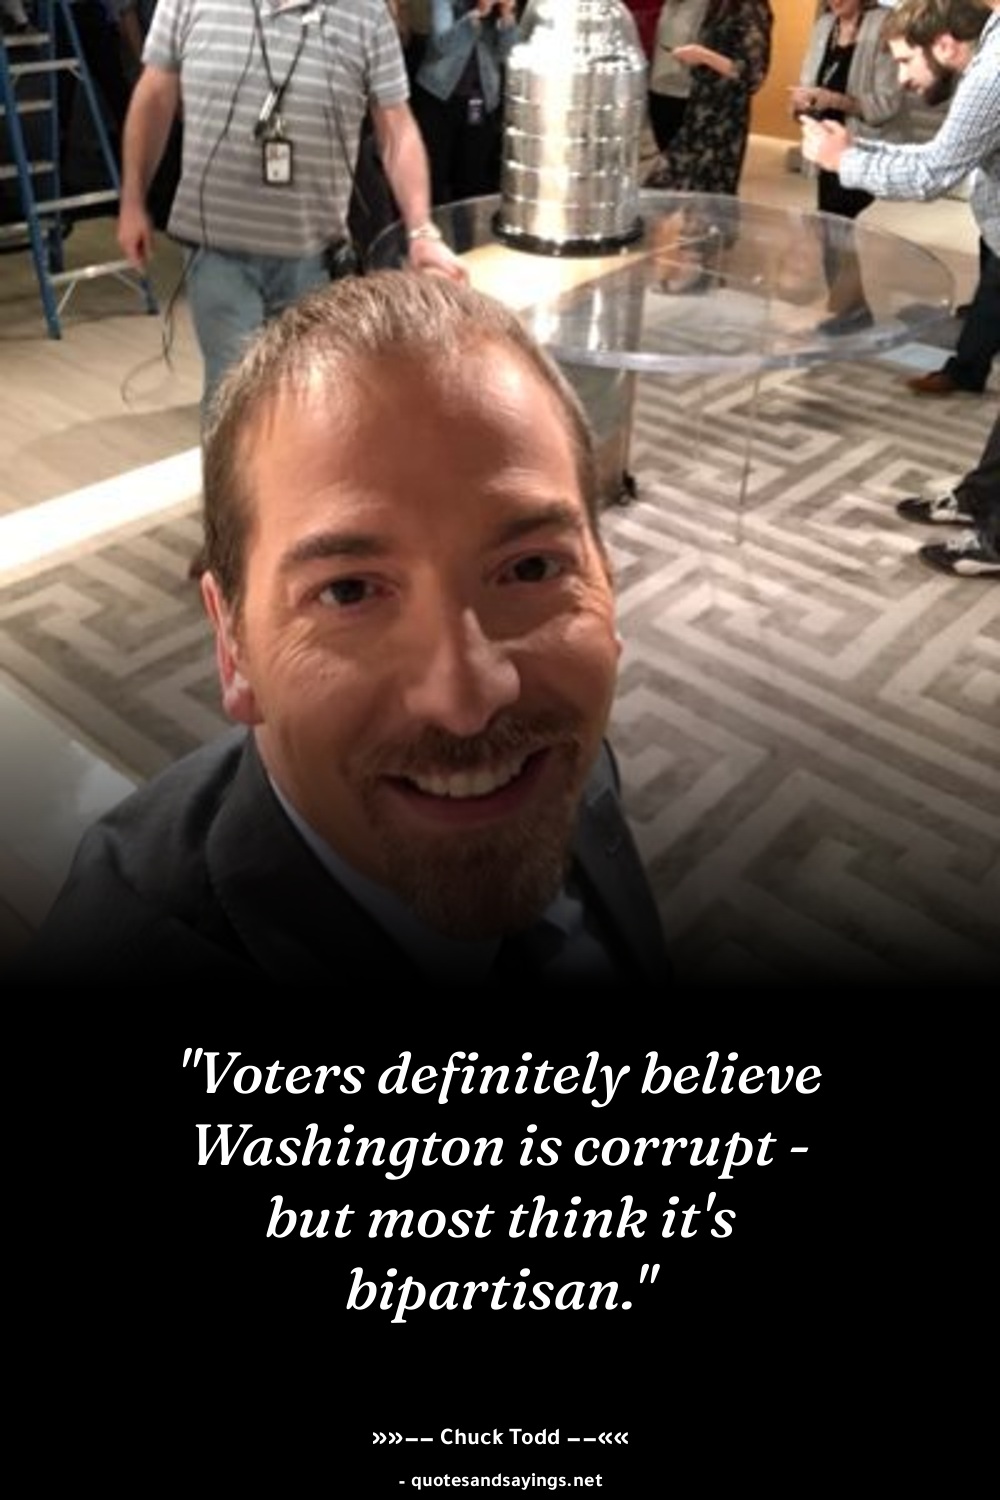 "Voters definitely believe
Washington is corrupt -
but most think it's
bipartisan."
»»−− Chuck Todd −−««
- quotesandsayings.net